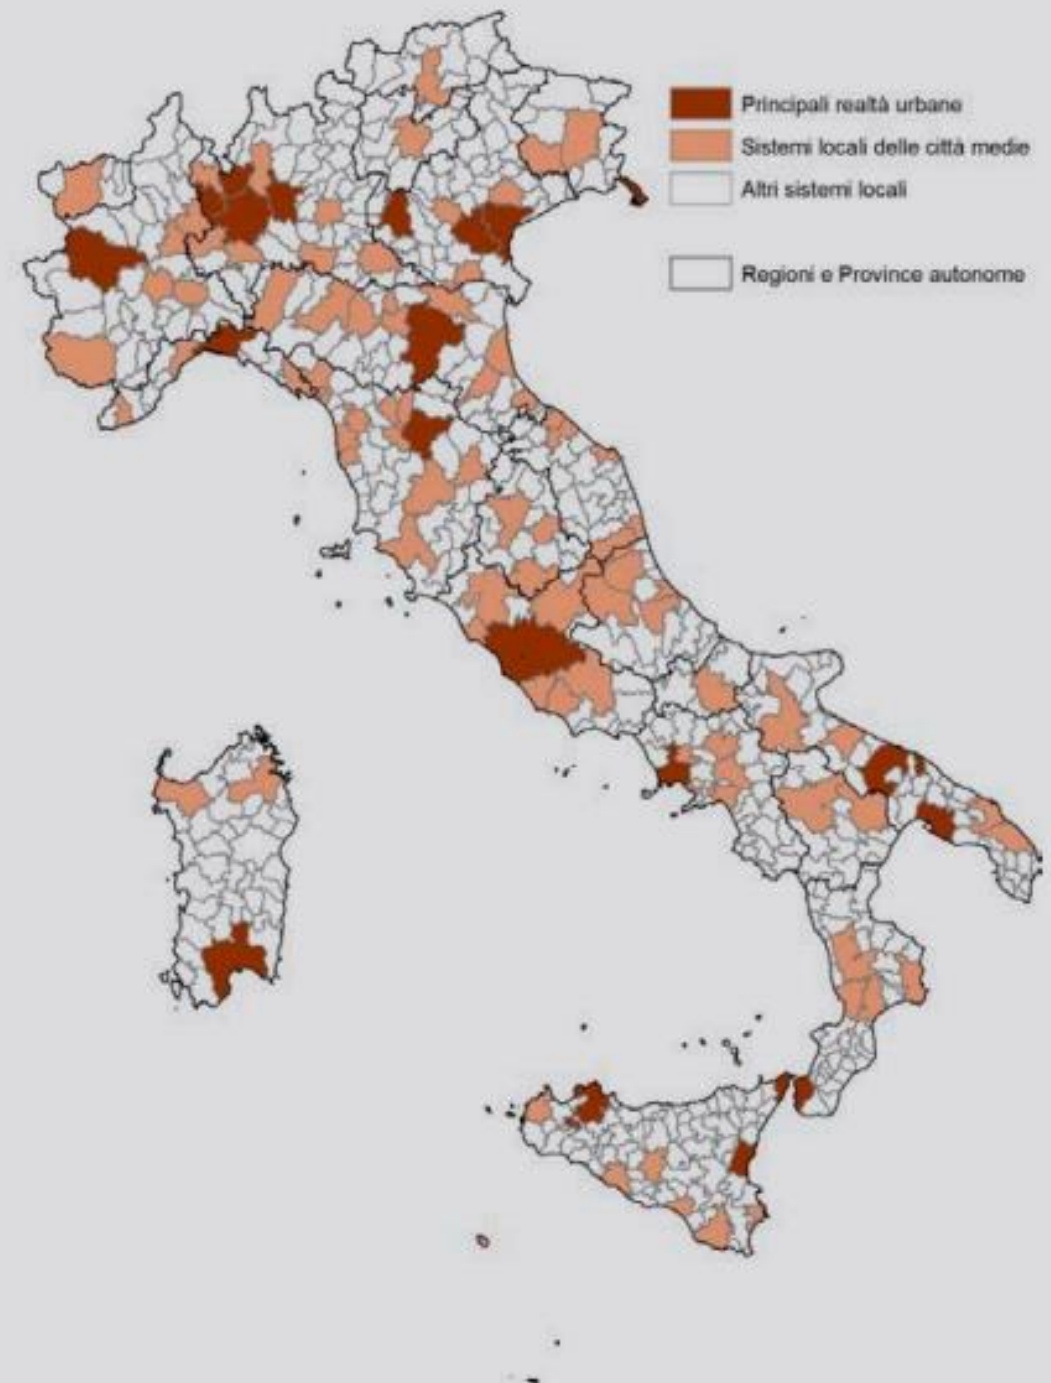 Principali realtà urbane
Sistemi locali delle città medie
Altri sistemi locali
Regioni e Province autonome